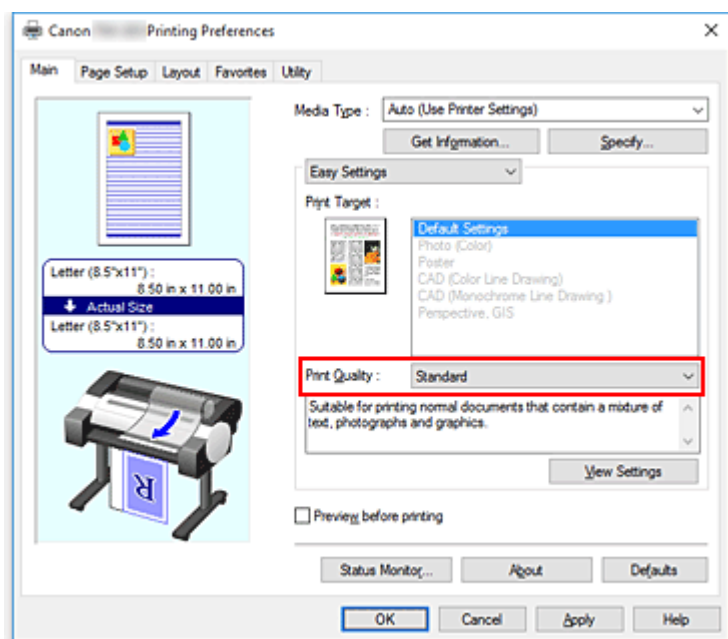 Canon Printing Preferences
Main Page Setup Layout Favorites Utility
Media Type : Auto (Use Printer Settings)
Get Information... Specify...
Easy Settings
Print Target :
Default Settings
Photo (Color)
Poster
CAD (Color Line Drawing)
CAD (Monochrome Line Drawing )
Perspective, GIS
Letter (8.5"x11") :
8.50 in x 11.00 in
Actual Size
Letter (8.5"x11") :
8.50 in x 11.00 in
R
Print Quality : Standard
Suitable for printing normal documents that contain a mixture of
text, photographs and graphics.
View Settings
Preview before printing
Status Monitor... About Defaults
OK Cancel Apply Help